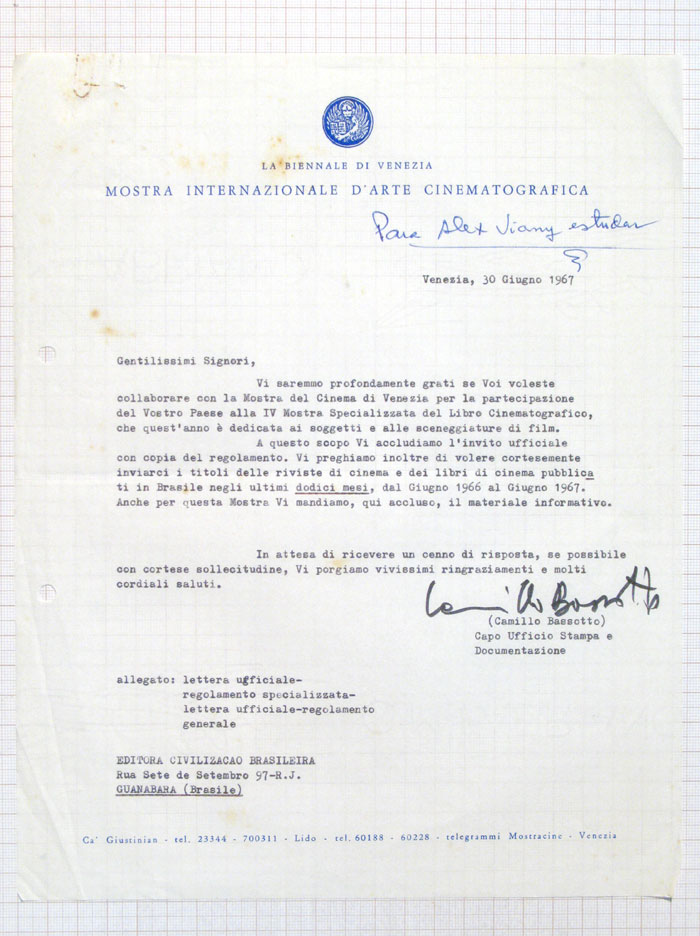 LA BIENNALE DI VENEZIA
MOSTRA INTERNAZIONALE D'ARTE CINEMATOGRAFICA
Para Alex Viany estudar
Venezia, 30 Giugno 1967
Gentilissimi Signori,
Vi saremmo profondamente grati se Voi voleste
collaborare con la Mostra del Cinema di Venezia per la partecipazione
del Vostro Paese alla IV Mostra Specializzata del Libro Cinematografico,
che quest'anno è dedicata ai soggetti e alle sceneggiature di film.
A questo scopo Vi accludiamo l'invito ufficiale
con copia del regolamento. Vi preghiamo inoltre di volere cortesemente
inviarci i titoli delle riviste di cinema e dei libri di cinema pubblica
ti in Brasile negli ultimi dodici mesi, dal Giugno 1966 al Giugno 1967.
Anche per questa Mostra Vi mandiamo, qui accluso, il materiale informativo.
In attesa di ricevere un cenno di risposta, se possibile
con cortese sollecitudine, Vi porgiamo vivissimi ringraziamenti e molti
cordiali saluti.
Camillo Bassotto
(Camillo Bassotto)
Capo Ufficio Stampa e
Documentazione
allegato: lettera ufficiale-
regolamento specializzata-
lettera ufficiale-regolamento
generale
EDITORA CIVILIZACAO BRASILEIRA
Rua Sete de Setembro 97-R.J.
GUANABARA (Brasile)
Ca' Giustinian - tel. 23344 - 700311 - Lido - tel. 60188 - 60228 - telegrammi Mostracine - Venezia